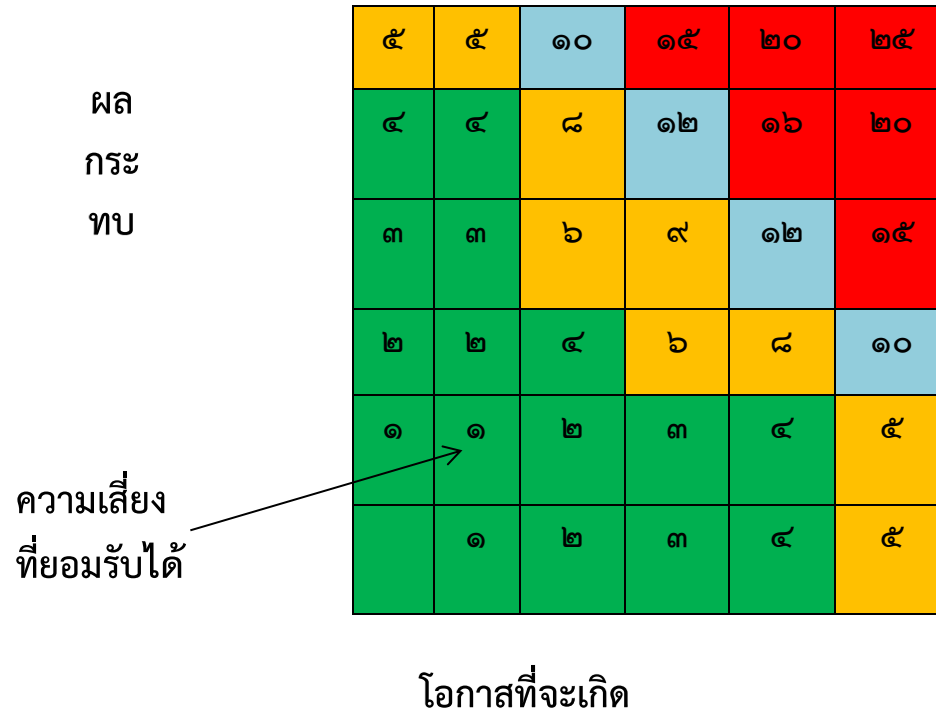 ๕ ๕ ๑๐ ๑๕ ๒๐ ๒๕
ผล
กระ
ทบ
๔ ๔ ๘ ๑๒ ๑๖ ๒๐
๓ ๓ ๖ ๙ ๑๒ ๑๕
๒ ๒ ๔ ๖ ๘ ๑๐
๑ ๑ ๒ ๓ ๔ ๕
ความเสี่ยง
ที่ยอมรับได้
๑ ๒ ๓ ๔ ๕
โอกาสที่จะเกิด